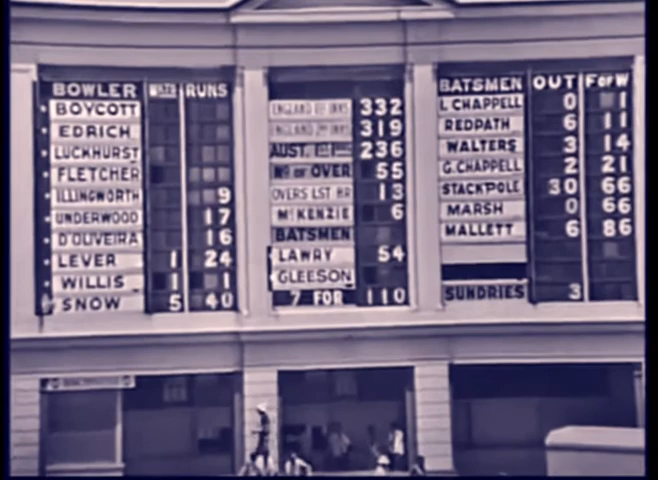 BOWLER WKTS RUNS
BOYCOTT
EDRICH
LUCKHURST
FLETCHER
ILLINGWORTH 9
UNDERWOOD 17
D'OLIVEIRA 16
LEVER 1 24
WILLIS 1 1
SNOW 5 40
ENGLAND 1ST INNS 332
ENGLAND 2ND INNS 319
AUST. 1ST INNS 236
NO OF OVER 55
OVERS LST HR 13
McKENZIE 6
BATSMEN
LAWRY 54
GLEESON
7 FOR 110
BATSMEN OUT F OF W
I. CHAPPELL 0 1
REDPATH 6 11
WALTERS 3 14
G. CHAPPELL 2 21
STACKPOLE 30 66
MARSH 0 66
MALLETT 6 86
SUNDRIES 3